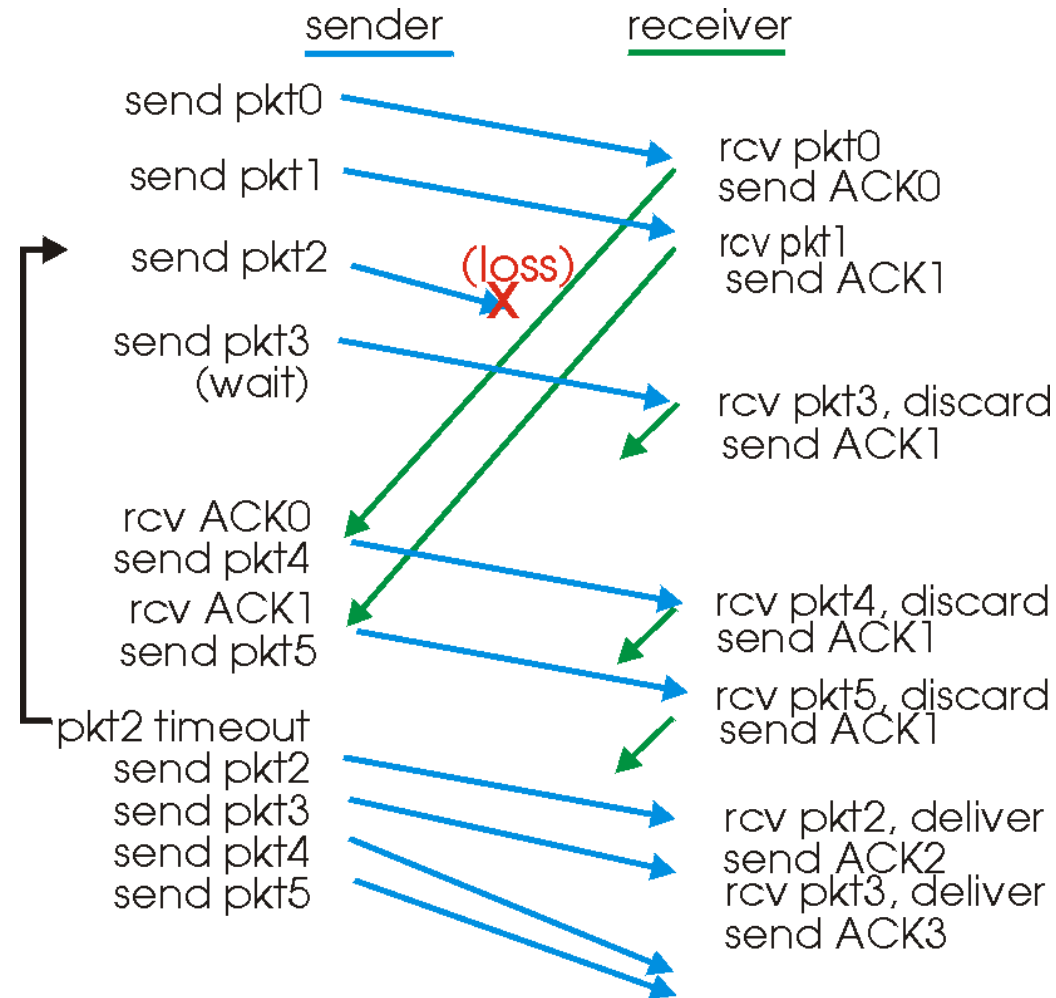 sender
receiver
send pkt0
send pkt1
send pkt2
(loss)
X
send pkt3
(wait)
rcv ACK0
send pkt4
rcv ACK1
send pkt5
pkt2 timeout
send pkt2
send pkt3
send pkt4
send pkt5
rcv pkt0
send ACK0
rcv pkt1
send ACK1
rcv pkt3, discard
send ACK1
rcv pkt4, discard
send ACK1
rcv pkt5, discard
send ACK1
rcv pkt2, deliver
send ACK2
rcv pkt3, deliver
send ACK3